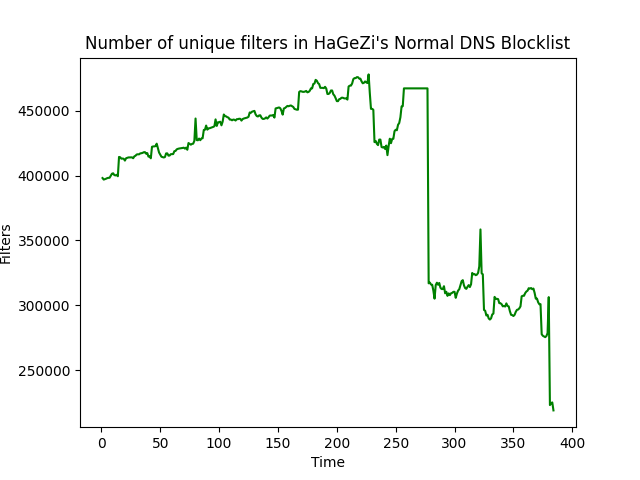 Number of unique filters in HaGeZi's Normal DNS Blocklist
450000
400000
350000
300000
250000
Filters
0 50 100 150 200 250 300 350 400
Time